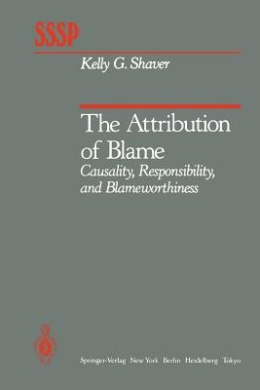 SSSP
Kelly G. Shaver
The Attribution
of Blame
Causality, Responsibility,
and Blameworthiness
Springer-Verlag New York Berlin Heidelberg Tokyo